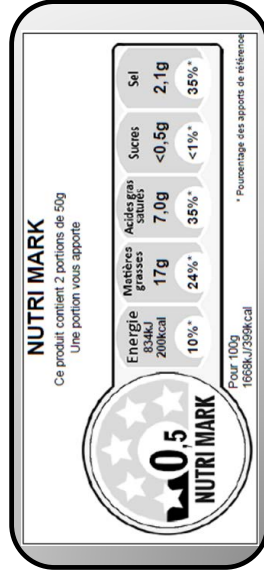 NUTRI MARK
Ce produit contient 2 portions de 50g
Une portion vous apporte
0,5
NUTRI MARK
Energie
834kJ
200kcal
10%*
Matières
grasses
17g
24%*
Acides gras
saturés
7,0g
35%*
Sucres
<0,5g
<1%*
Sel
2,1g
35%*
Pour 100g
1668kJ/399kcal
* Pourcentage des apports de référence